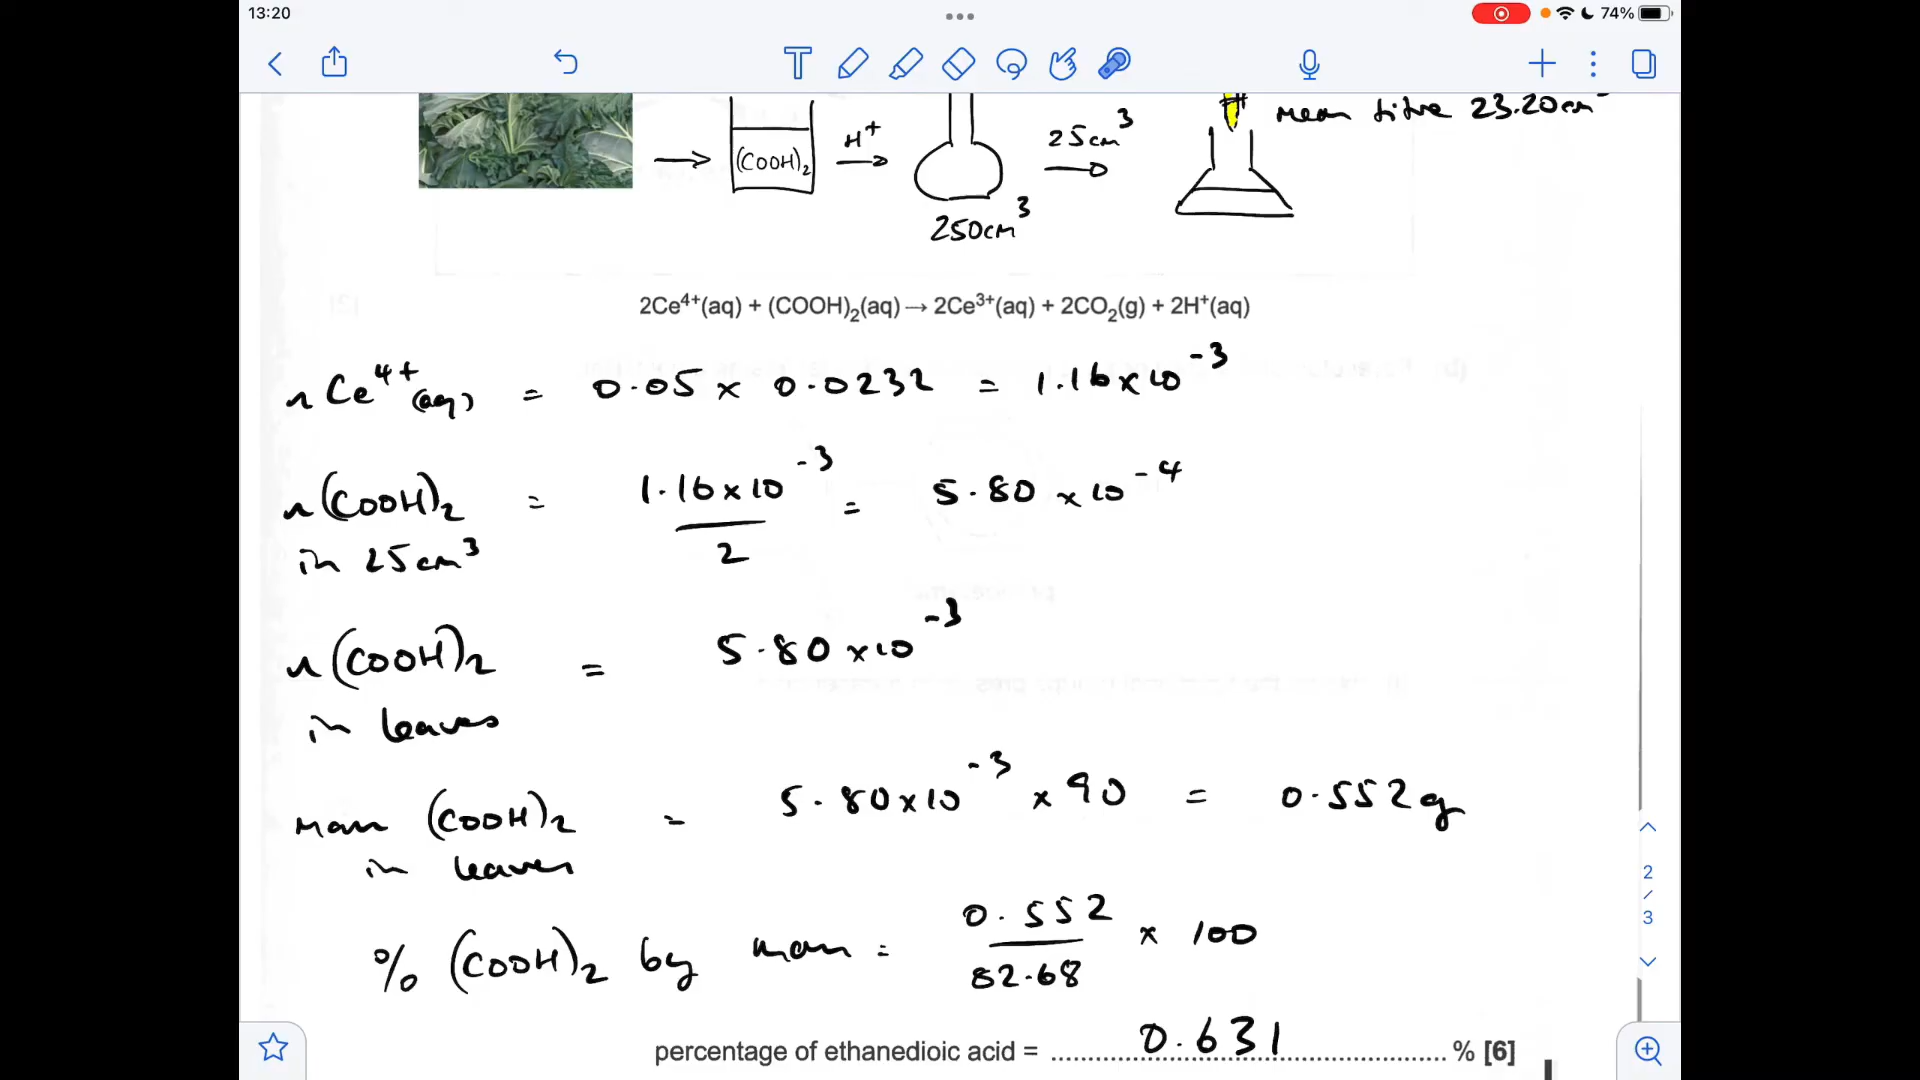 13:20
74%
mean titre 23.20cm³
(COOH)₂
H⁺
25cm³
250cm³
2Ce⁴⁺(aq) + (COOH)₂(aq) → 2Ce³⁺(aq) + 2CO₂(g) + 2H⁺(aq)
n Ce⁴⁺(aq) = 0.05 x 0.0232 = 1.16x10⁻³
n(COOH)₂ in 25cm³ = 1.16x10⁻³ / 2 = 5.80 x 10⁻⁴
n(COOH)₂ in leaves = 5.80 x10⁻³
mass (COOH)₂ in leaves = 5.80x10⁻³ x 90 = 0.552g
% (COOH)₂ by mass = 0.552 / 82.68 x 100
percentage of ethanedioic acid = 0.631 % [6]
2
/
3